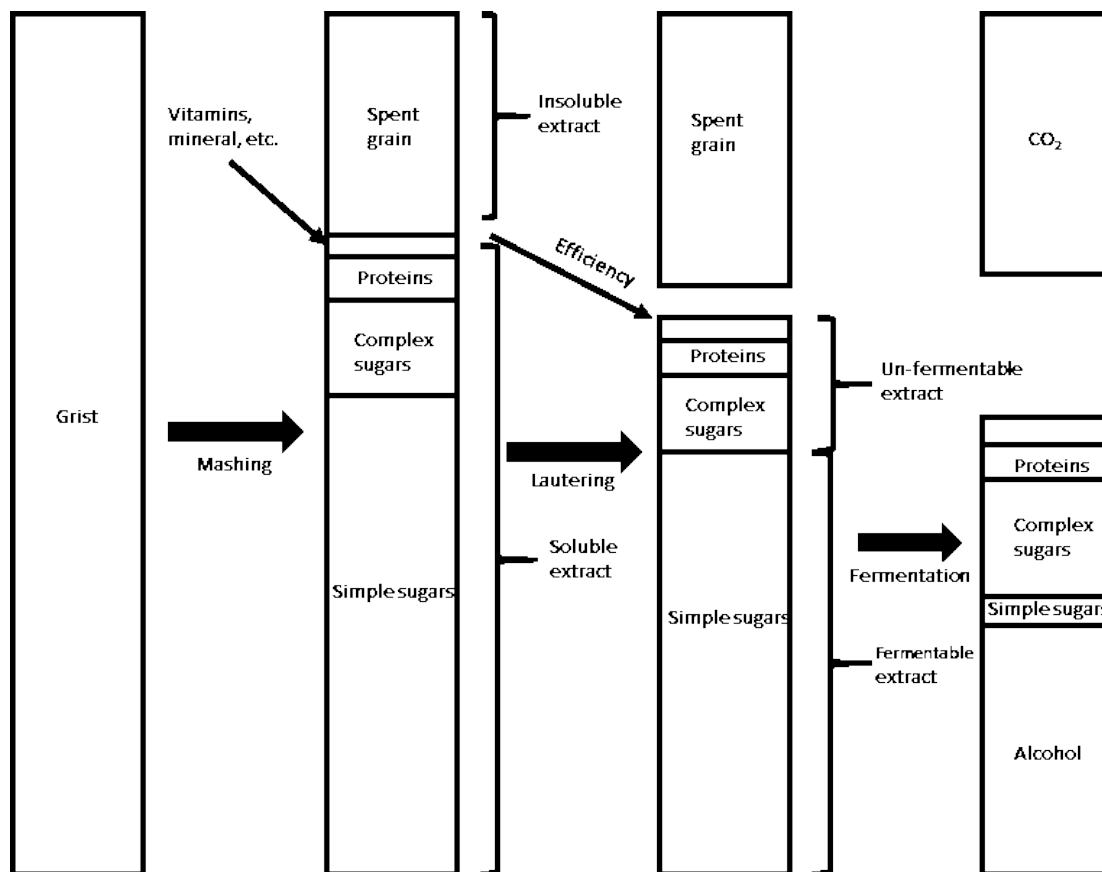 Grist
Vitamins,
mineral, etc.
Mashing
Spent
grain
Proteins
Complex
sugars
Simple sugars
Insoluble
extract
Efficiency
Lautering
Soluble
extract
Spent
grain
Proteins
Complex
sugars
Simple sugars
Un-fermentable
extract
Fermentation
Fermentable
extract
CO₂
Proteins
Complex
sugars
Simple sugars
Alcohol